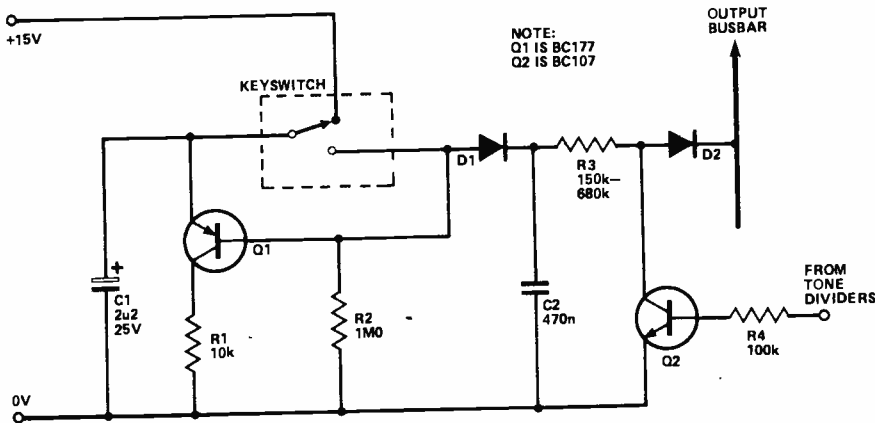 +15V
KEYSWITCH
NOTE:
Q1 IS BC177
Q2 IS BC107
OUTPUT
BUSBAR
D1
R3
150k—
680k
D2
Q1
+
C1
2u2
25V
R1
10k
R2
1M0
C2
470n
Q2
R4
100k
FROM
TONE
DIVIDERS
0V